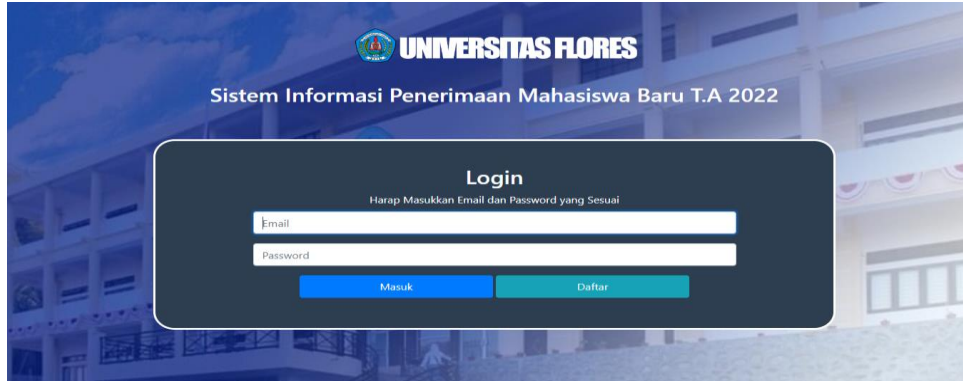 UNIVERSITAS FLORES
Sistem Informasi Penerimaan Mahasiswa Baru T.A 2022
Login
Harap Masukkan Email dan Password yang Sesuai
Email
Password
Masuk Daftar